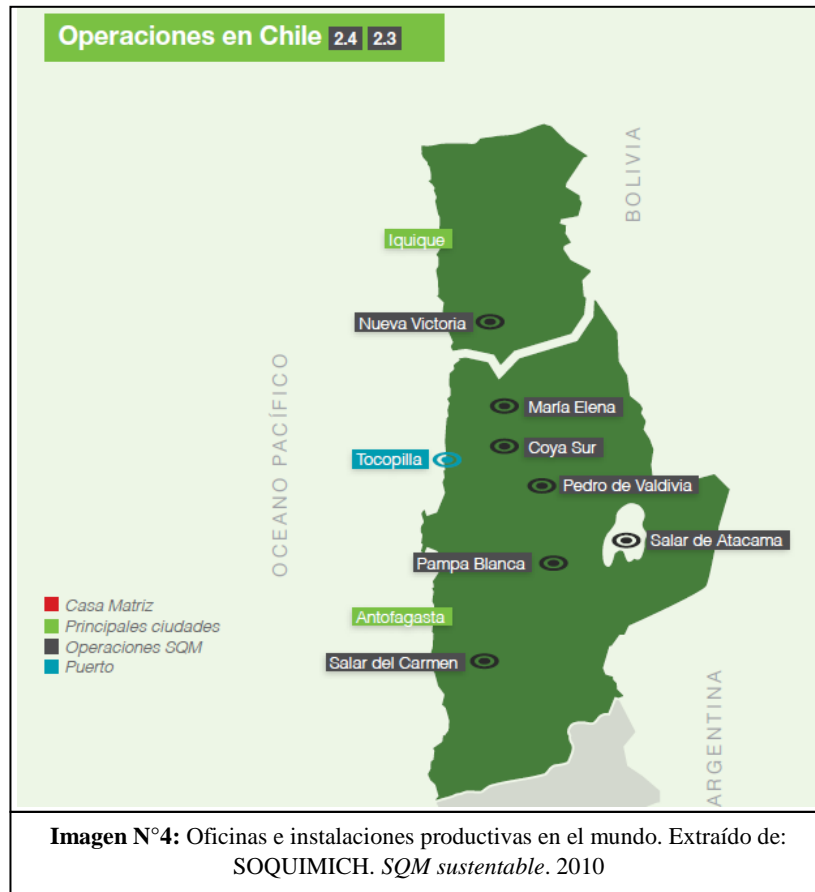 Operaciones en Chile 2.4 2.3
BOLIVIA
Iquique
Nueva Victoria
OCEANO PACÍFICO
María Elena
Coya Sur
Tocopilla
Pedro de Valdivia
Salar de Atacama
Pampa Blanca
Casa Matriz
Principales ciudades
Operaciones SQM
Puerto
Antofagasta
Salar del Carmen
ARGENTINA
Imagen N°4: Oficinas e instalaciones productivas en el mundo. Extraído de:
SOQUIMICH. SQM sustentable. 2010